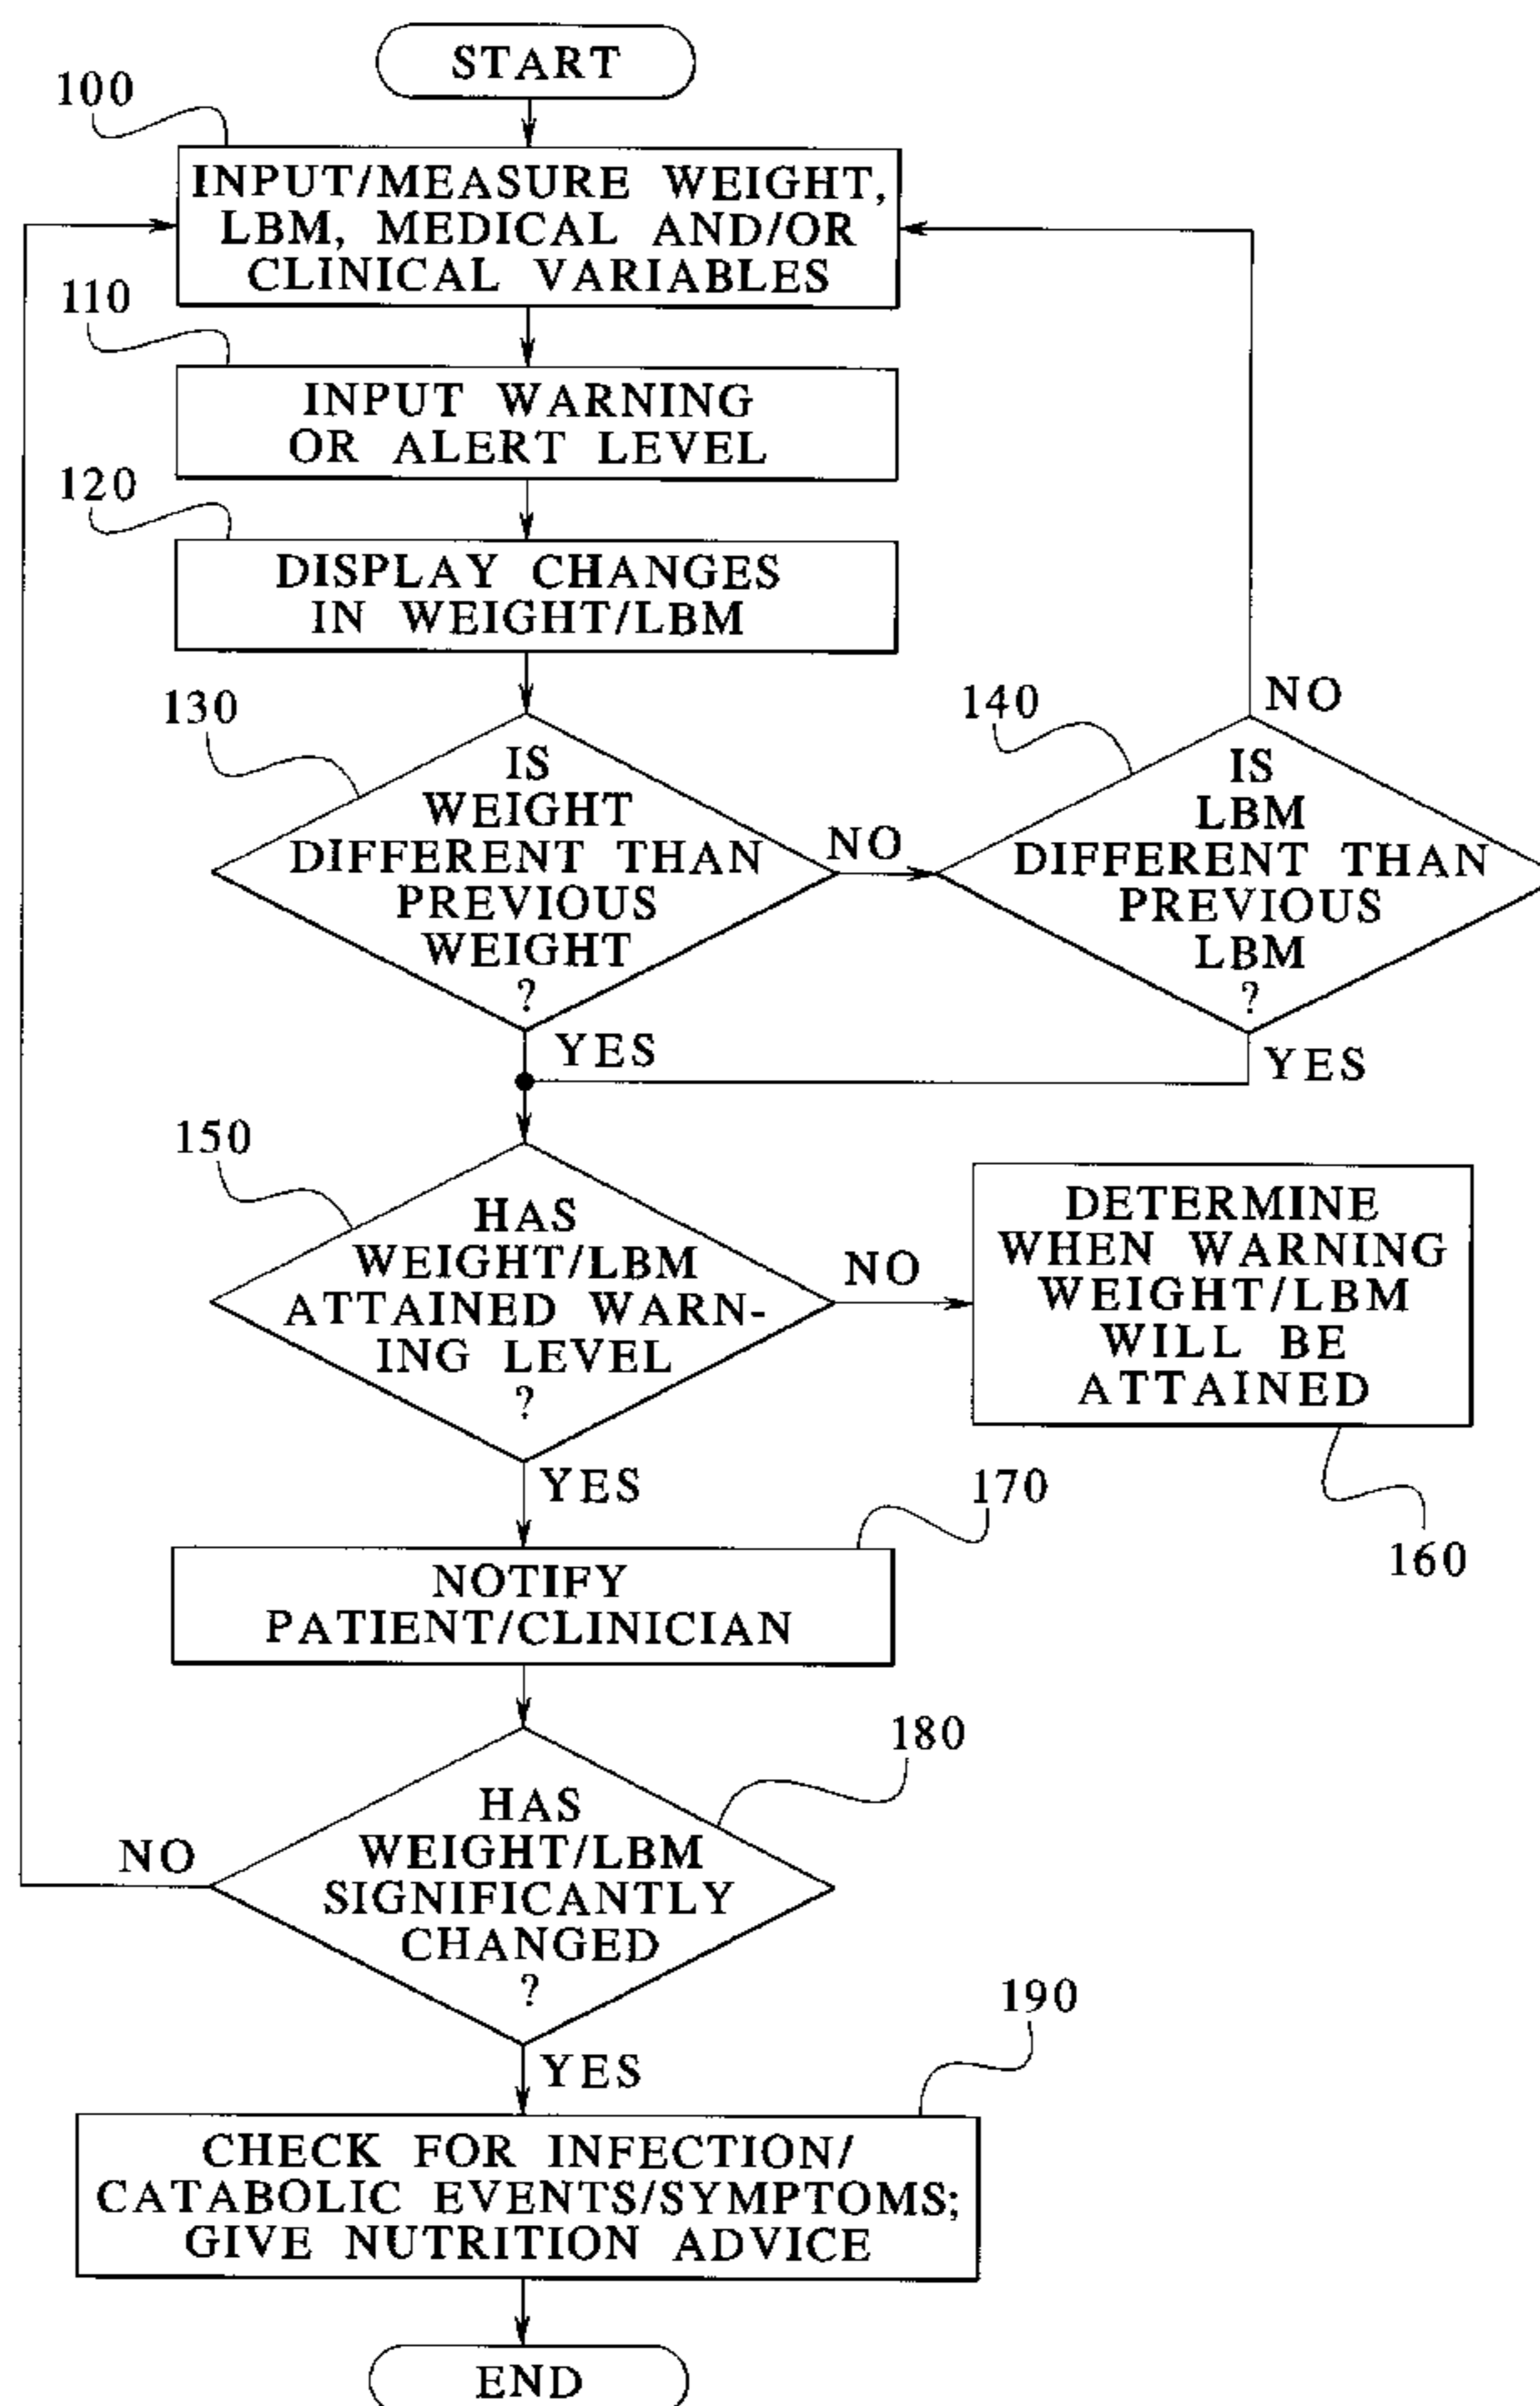 START
100
INPUT/MEASURE WEIGHT,
LBM, MEDICAL AND/OR
CLINICAL VARIABLES
110
INPUT WARNING
OR ALERT LEVEL
120
DISPLAY CHANGES
IN WEIGHT/LBM
130
IS
WEIGHT
DIFFERENT THAN
PREVIOUS
WEIGHT
?
NO
YES
140
NO
IS
LBM
DIFFERENT THAN
PREVIOUS
LBM
?
YES
150
HAS
WEIGHT/LBM
ATTAINED WARN-
ING LEVEL
?
NO
YES
DETERMINE
WHEN WARNING
WEIGHT/LBM
WILL BE
ATTAINED
160
170
NOTIFY
PATIENT/CLINICIAN
180
HAS
WEIGHT/LBM
SIGNIFICANTLY
CHANGED
?
NO
YES
190
CHECK FOR INFECTION/
CATABOLIC EVENTS/SYMPTOMS;
GIVE NUTRITION ADVICE
END